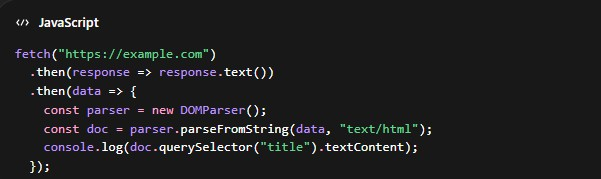 </> JavaScript
fetch("https://example.com")
  .then(response => response.text())
  .then(data => {
    const parser = new DOMParser();
    const doc = parser.parseFromString(data, "text/html");
    console.log(doc.querySelector("title").textContent);
  });